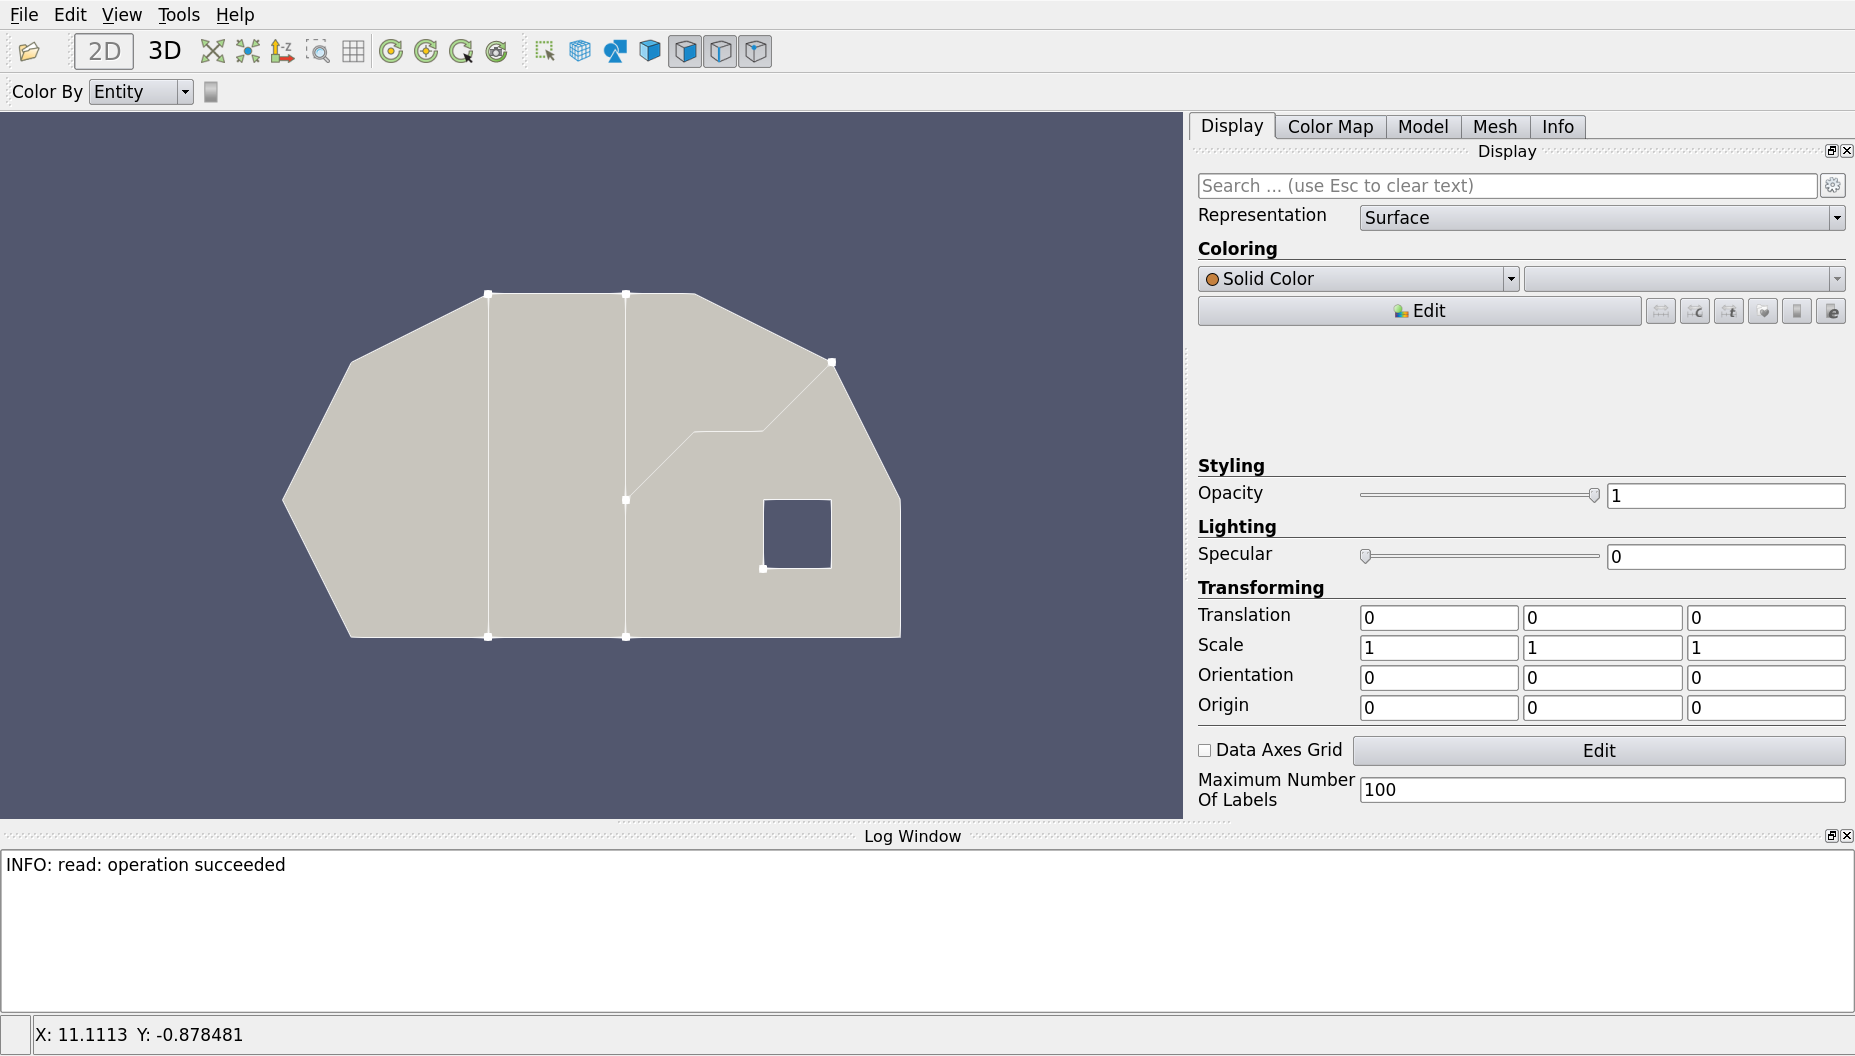 File Edit View Tools Help
2D 3D -Z
Color By Entity
Display Color Map Model Mesh Info
Display
Search ... (use Esc to clear text)
Representation Surface
Coloring
Solid Color
Edit c t e
Styling
Opacity 1
Lighting
Specular 0
Transforming
Translation 0 0 0
Scale 1 1 1
Orientation 0 0 0
Origin 0 0 0
Data Axes Grid Edit
Maximum Number
Of Labels 100
Log Window
INFO: read: operation succeeded
X: 11.1113 Y: -0.878481